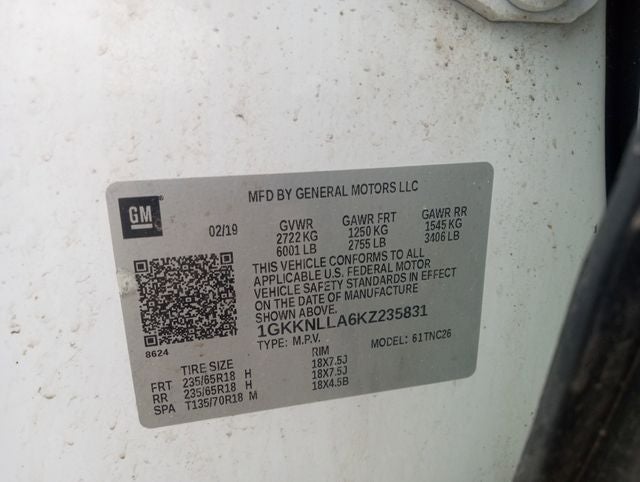 MFD BY GENERAL MOTORS LLC
GM
02/19
GVWR GAWR FRT GAWR RR
2722 KG 1250 KG 1545 KG
6001 LB 2755 LB 3406 LB
THIS VEHICLE CONFORMS TO ALL
APPLICABLE U.S. FEDERAL MOTOR
VEHICLE SAFETY STANDARDS IN EFFECT
ON THE DATE OF MANUFACTURE
SHOWN ABOVE.
1GKKNLLA6KZ235831
8624
TYPE: M.P.V. MODEL: 61TNC26
TIRE SIZE RIM
FRT 235/65R18 H 18X7.5J
RR 235/65R18 H 18X7.5J
SPA T135/70R18 M 18X4.5B